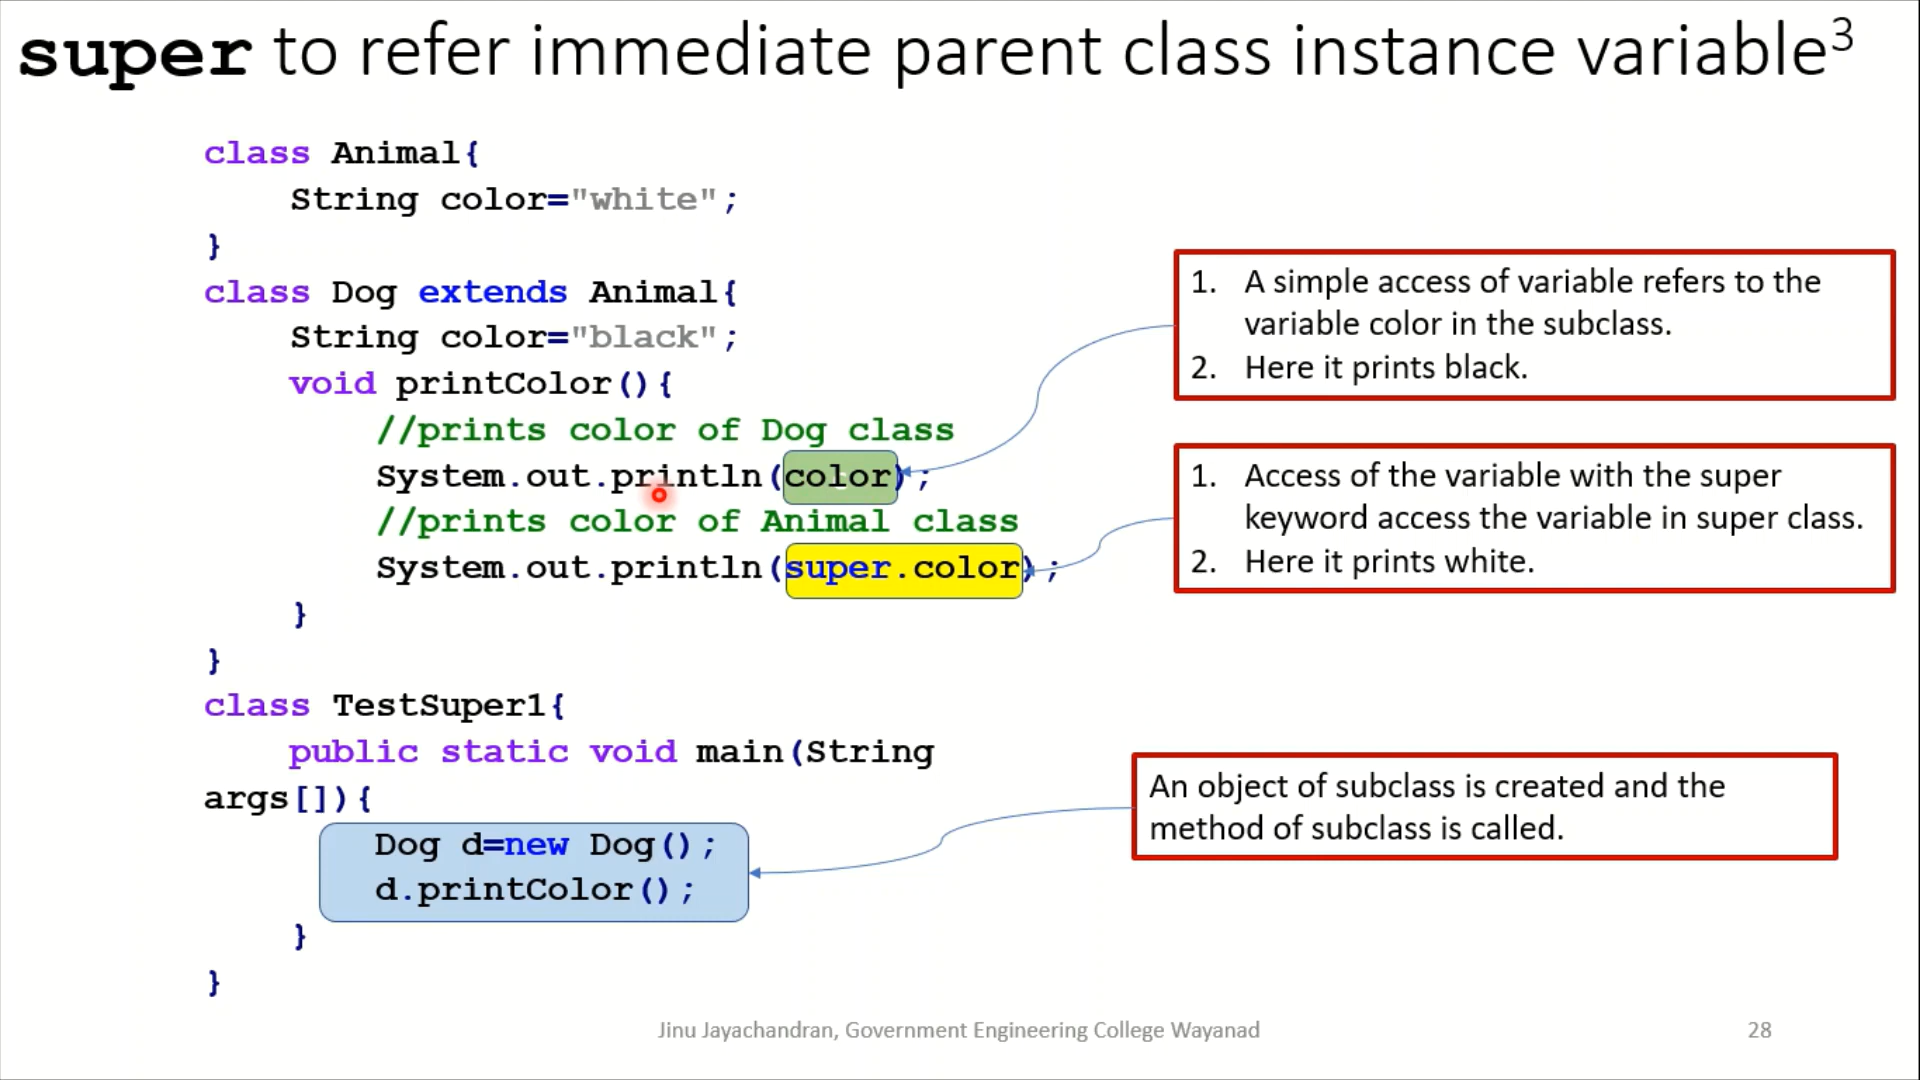 super to refer immediate parent class instance variable3
class Animal{
String color="white";
}
class Dog extends Animal{
String color="black";
void printColor(){
//prints color of Dog class
System.out.println(color);
//prints color of Animal class
System.out.println(super.color);
}
}
class TestSuper1{
public static void main(String
args[]){
Dog d=new Dog();
d.printColor();
}
}
1. A simple access of variable refers to the
variable color in the subclass.
2. Here it prints black.
1. Access of the variable with the super
keyword access the variable in super class.
2. Here it prints white.
An object of subclass is created and the
method of subclass is called.
Jinu Jayachandran, Government Engineering College Wayanad
28